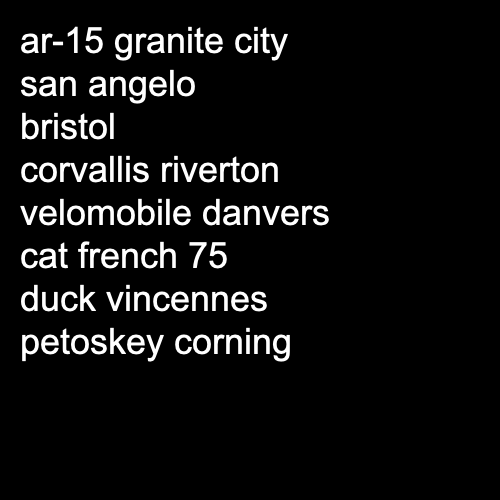 ar-15 granite city
san angelo
bristol
corvallis riverton
velomobile danvers
cat french 75
duck vincennes
petoskey corning